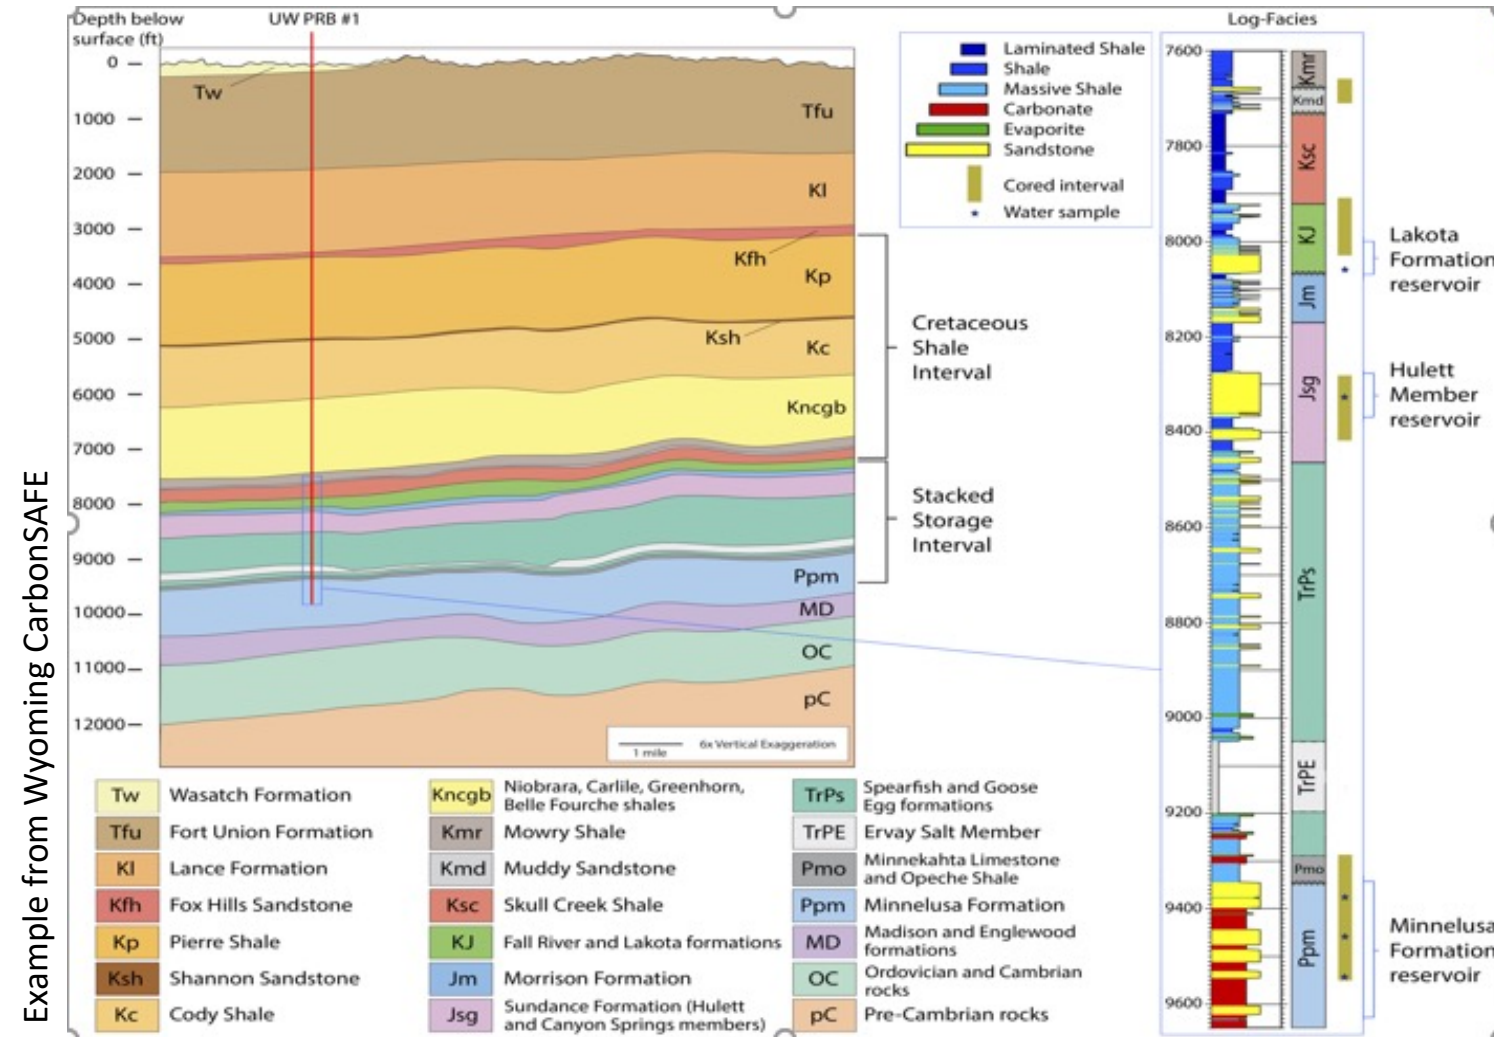 Example from Wyoming CarbonSAFE
Depth below
surface (ft)
UW PRB #1
0
1000
2000
3000
4000
5000
6000
7000
8000
9000
10000
11000
12000
Tw
Tfu
Kl
Kfh
Kp
Ksh
Kc
Kncgb
Ppm
MD
OC
pC
1 mile
6x Vertical Exaggeration
Cretaceous
Shale
Interval
Stacked
Storage
Interval
Laminated Shale
Shale
Massive Shale
Carbonate
Evaporite
Sandstone
Cored interval
Water sample
Log-Facies
7600
7800
8000
8200
8400
8600
8800
9000
9200
9400
9600
Kmr
Kmd
Ksc
KJ
Jm
Jsg
TrPs
TrPE
Pmo
Ppm
Lakota
Formation
reservoir
Hulett
Member
reservoir
Minnelusa
Formation
reservoir
Tw Wasatch Formation
Tfu Fort Union Formation
Kl Lance Formation
Kfh Fox Hills Sandstone
Kp Pierre Shale
Ksh Shannon Sandstone
Kc Cody Shale
Kncgb Niobrara, Carlile, Greenhorn,
Belle Fourche shales
Kmr Mowry Shale
Kmd Muddy Sandstone
Ksc Skull Creek Shale
KJ Fall River and Lakota formations
Jm Morrison Formation
Jsg Sundance Formation (Hulett
and Canyon Springs members)
TrPs Spearfish and Goose
Egg formations
TrPE Ervay Salt Member
Pmo Minnekahta Limestone
and Opeche Shale
Ppm Minnelusa Formation
MD Madison and Englewood
formations
OC Ordovician and Cambrian
rocks
pC Pre-Cambrian rocks